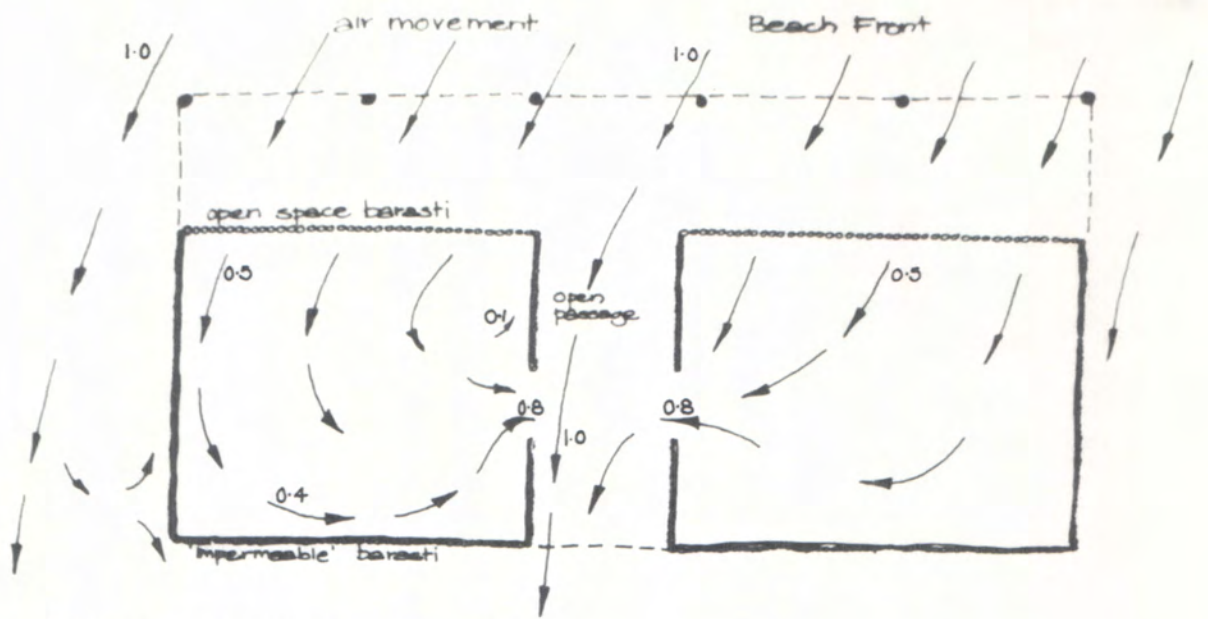 air movement
Beach Front
1.0
1.0
open space barasti
0.5
0.5
0.1
open
passage
0.8
0.8
1.0
0.4
'impermeable' barasti